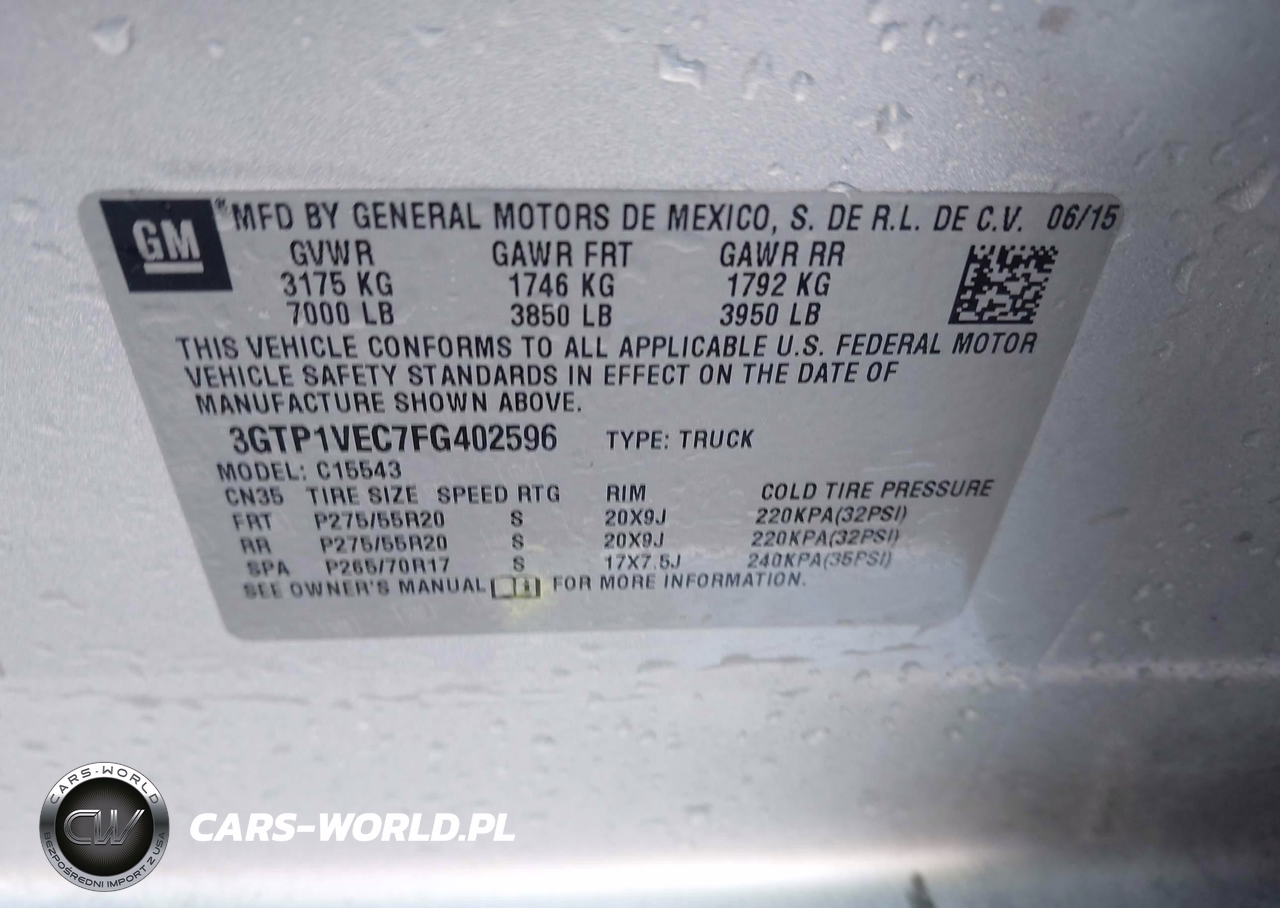 GM
® MFD BY GENERAL MOTORS DE MEXICO, S. DE R.L. DE C.V. 06/15
GVWR GAWR FRT GAWR RR
3175 KG 1746 KG 1792 KG
7000 LB 3850 LB 3950 LB
THIS VEHICLE CONFORMS TO ALL APPLICABLE U.S. FEDERAL MOTOR
VEHICLE SAFETY STANDARDS IN EFFECT ON THE DATE OF
MANUFACTURE SHOWN ABOVE.
3GTP1VEC7FG402596 TYPE: TRUCK
MODEL: C15543
CN35 TIRE SIZE SPEED RTG RIM COLD TIRE PRESSURE
FRT P275/55R20 S 20X9J 220KPA(32PSI)
RR P275/55R20 S 20X9J 220KPA(32PSI)
SPA P265/70R17 S 17X7.5J 240KPA(35PSI)
SEE OWNER'S MANUAL FOR MORE INFORMATION.
CARS-WORLD
CW
BEZPOŚREDNI IMPORT Z USA
CARS-WORLD.PL